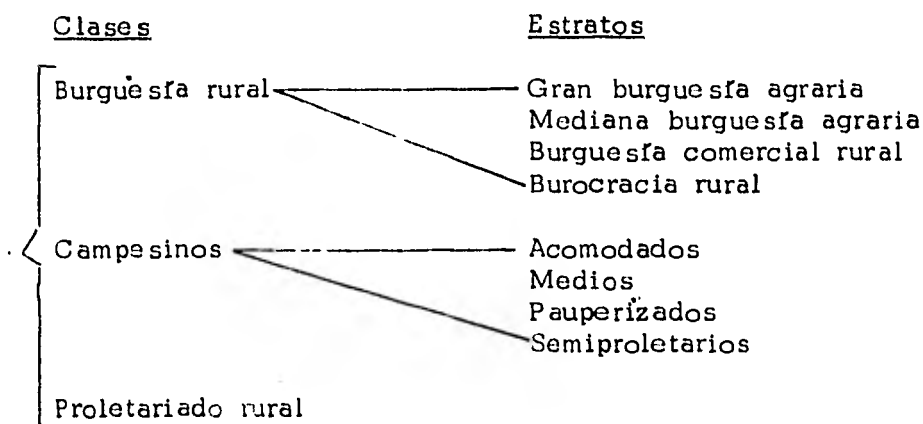 Clases Estratos
Burguesía rural Gran burguesía agraria
Mediana burguesía agraria
Burguesía comercial rural
Burocracia rural
Campesinos Acomodados
Medios
Pauperizados
Semiproletarios
Proletariado rural